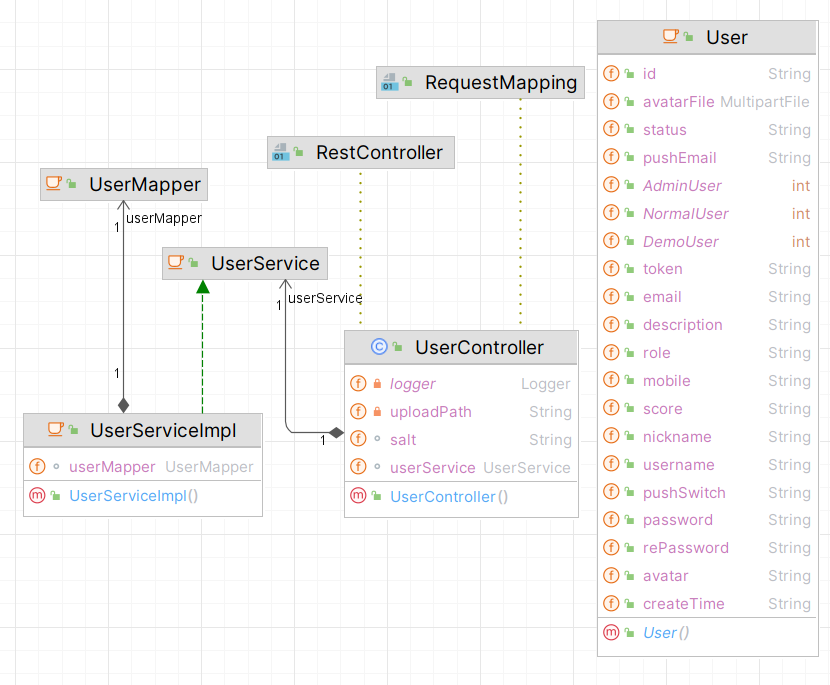 RequestMapping
RestController
UserMapper
1
userMapper
1
UserService
1
userService
1
UserServiceImpl
userMapper UserMapper
UserServiceImpl()
UserController
logger Logger
uploadPath String
salt String
userService UserService
UserController()
User
id String
avatarFile MultipartFile
status String
pushEmail String
AdminUser int
NormalUser int
DemoUser int
token String
email String
description String
role String
mobile String
score String
nickname String
username String
pushSwitch String
password String
rePassword String
avatar String
createTime String
User()